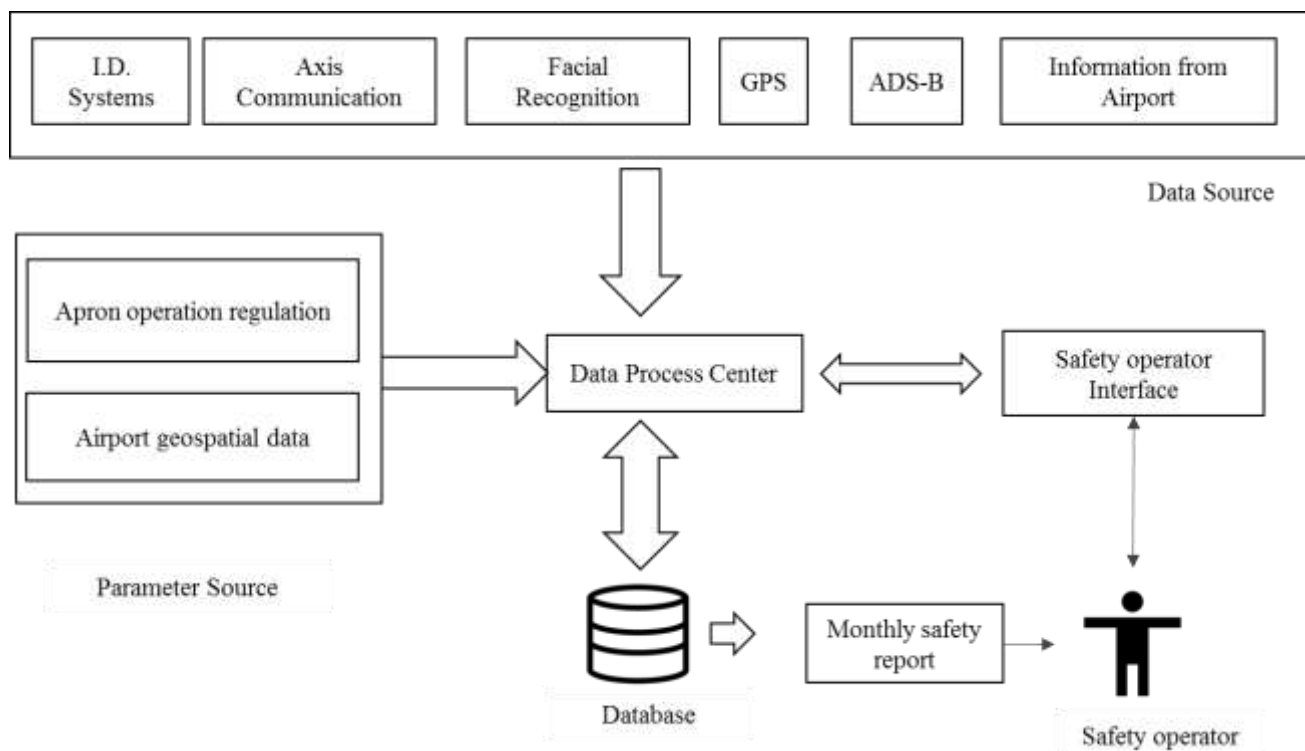 I.D.
Systems
Axis
Communication
Facial
Recognition
GPS
ADS-B
Information from
Airport
Data Source
Apron operation regulation
Airport geospatial data
Parameter Source
Data Process Center
Safety operator
Interface
Database
Monthly safety
report
Safety operator